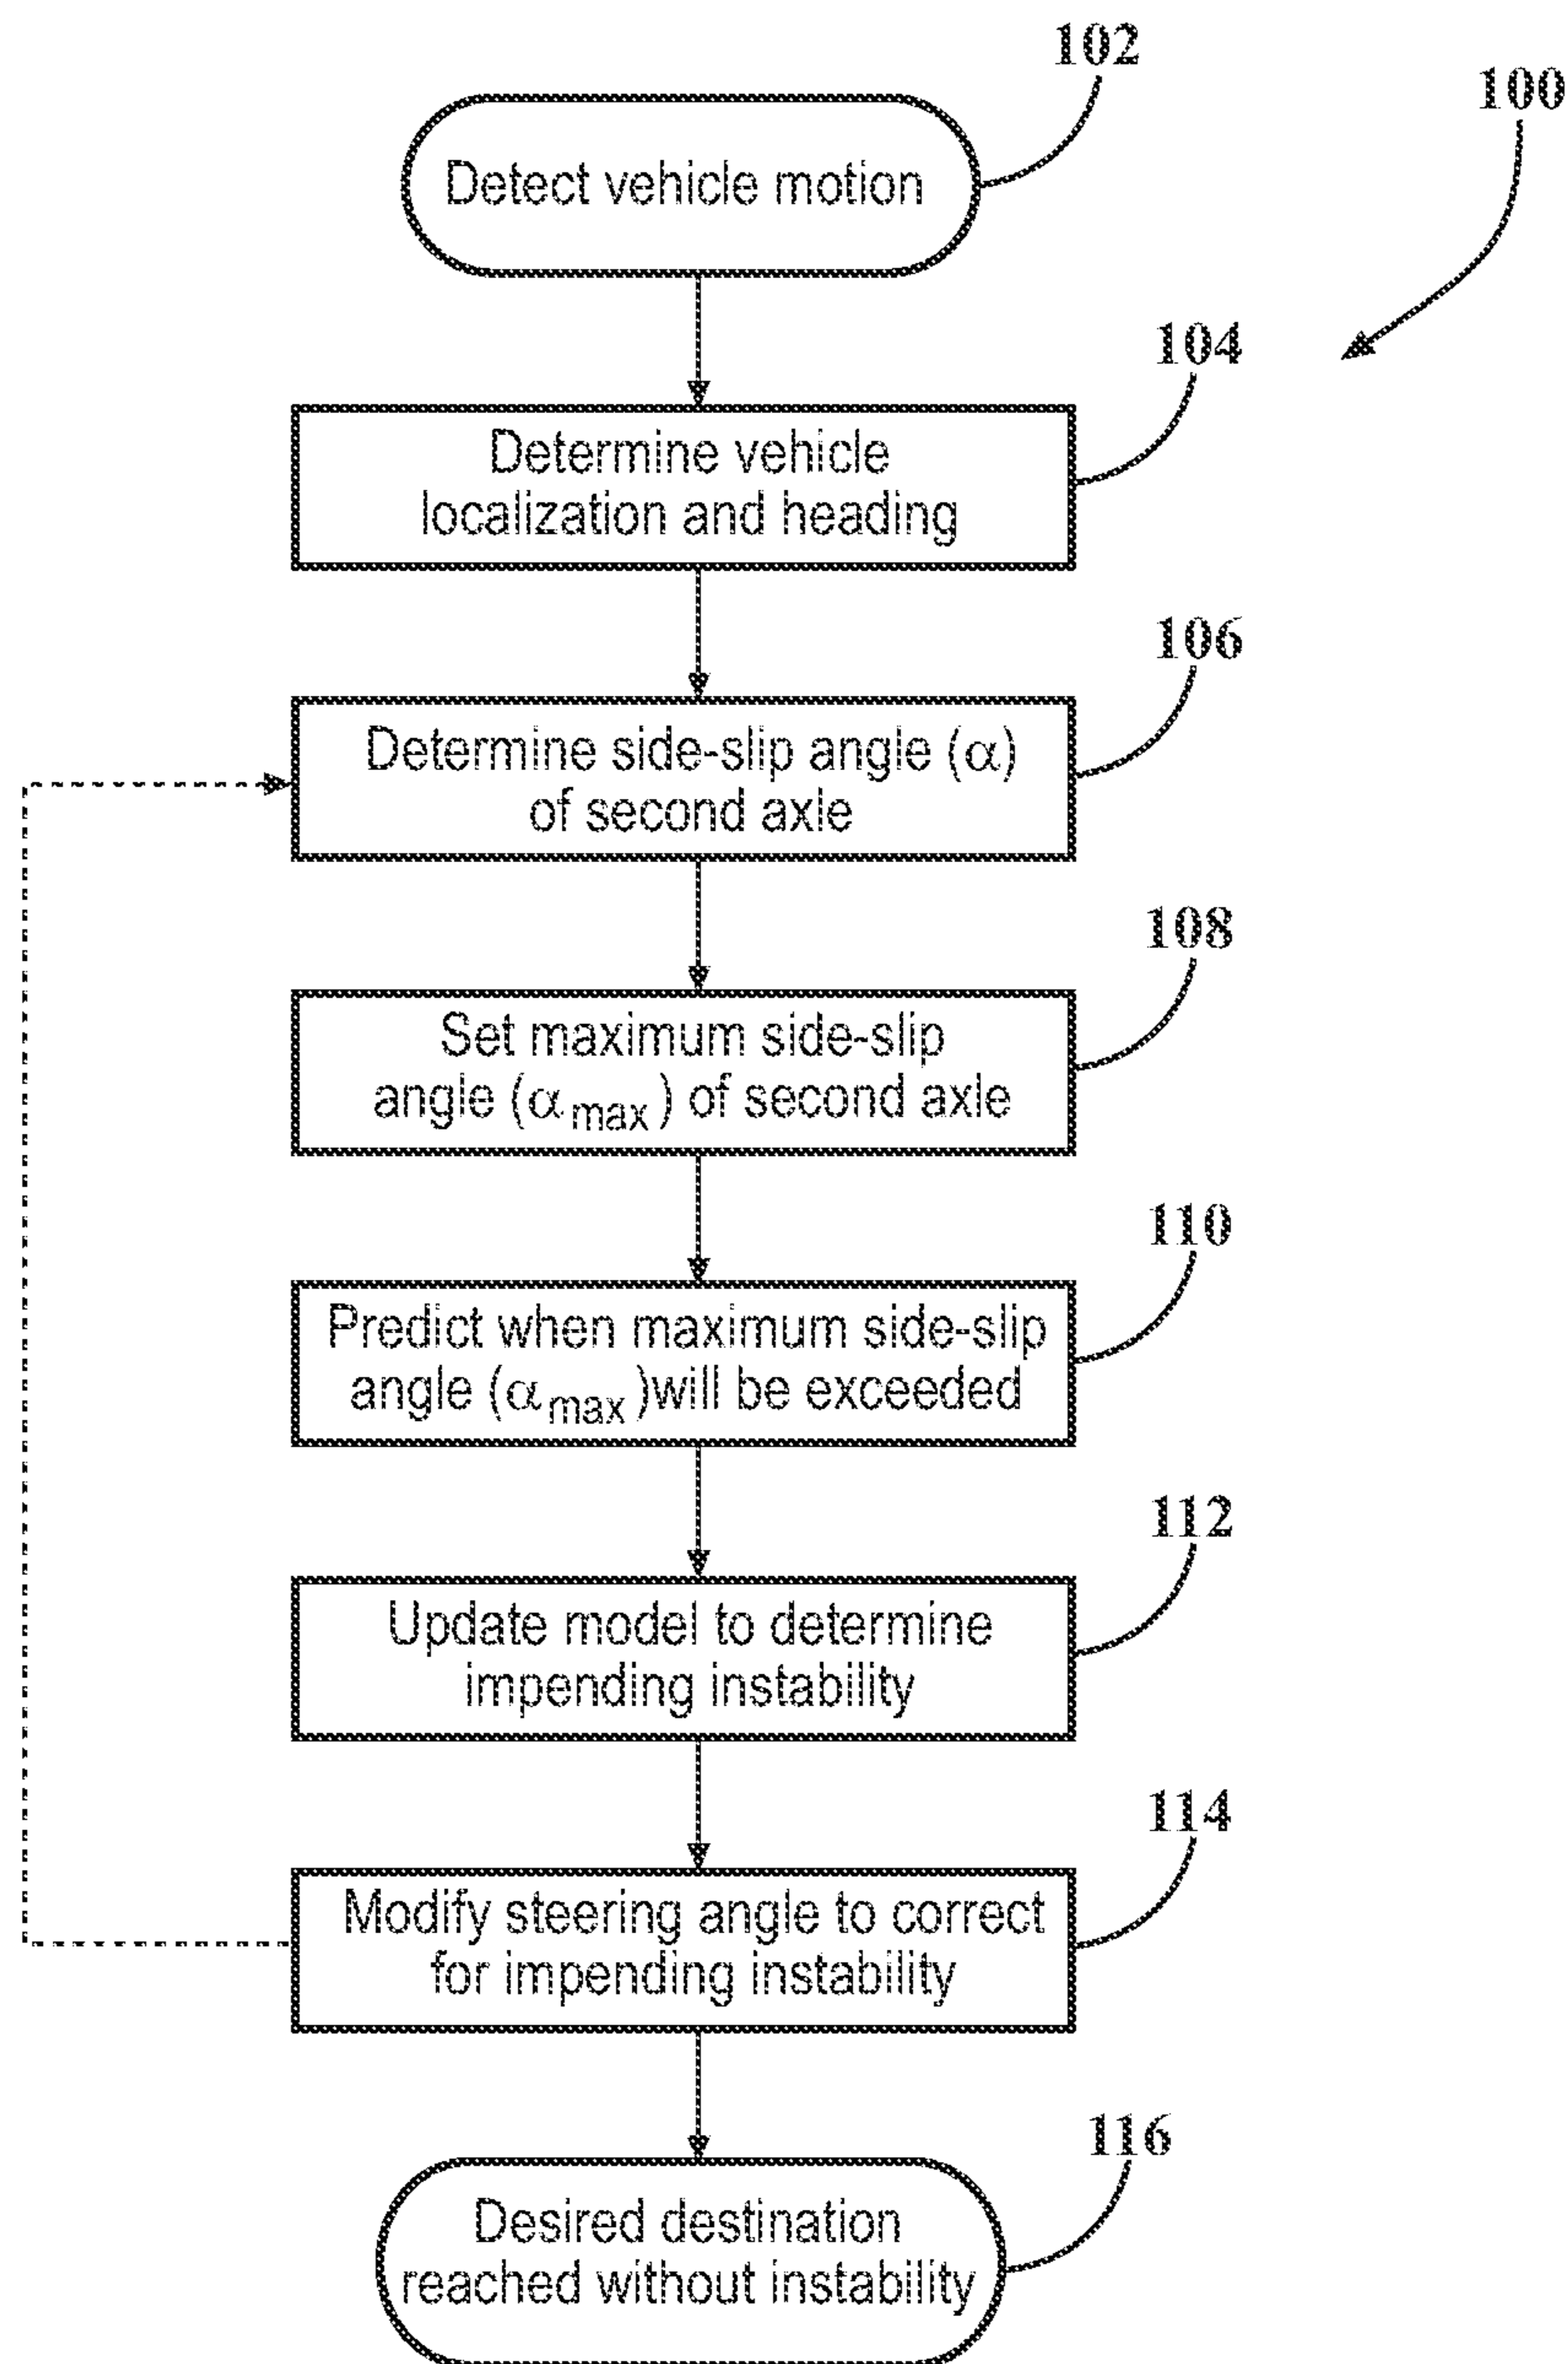 102
100
Detect vehicle motion
104
Determine vehicle
localization and heading
106
Determine side-slip angle (α)
of second axle
108
Set maximum side-slip
angle (αmax) of second axle
110
Predict when maximum side-slip
angle (αmax)will be exceeded
112
Update model to determine
impending instability
114
Modify steering angle to correct
for impending instability
116
Desired destination
reached without instability